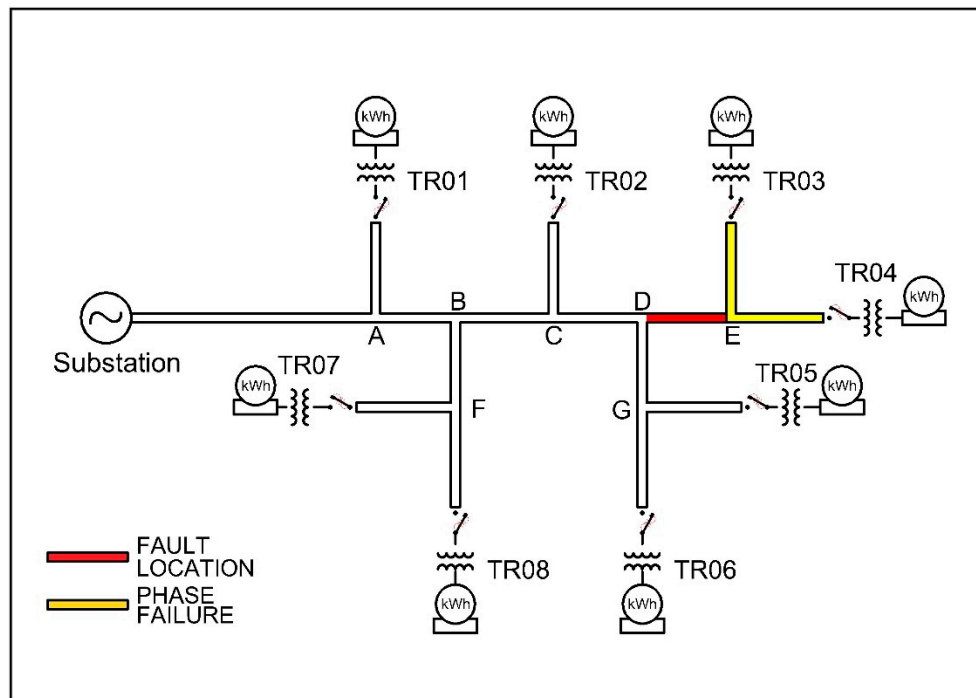 kWh
kWh
kWh
TR01
TR02
TR03
TR04
kWh
B
D
A
C
E
Substation
TR07
TR05
kWh
kWh
F
G
FAULT
LOCATION
PHASE
FAILURE
TR08
TR06
kWh
kWh